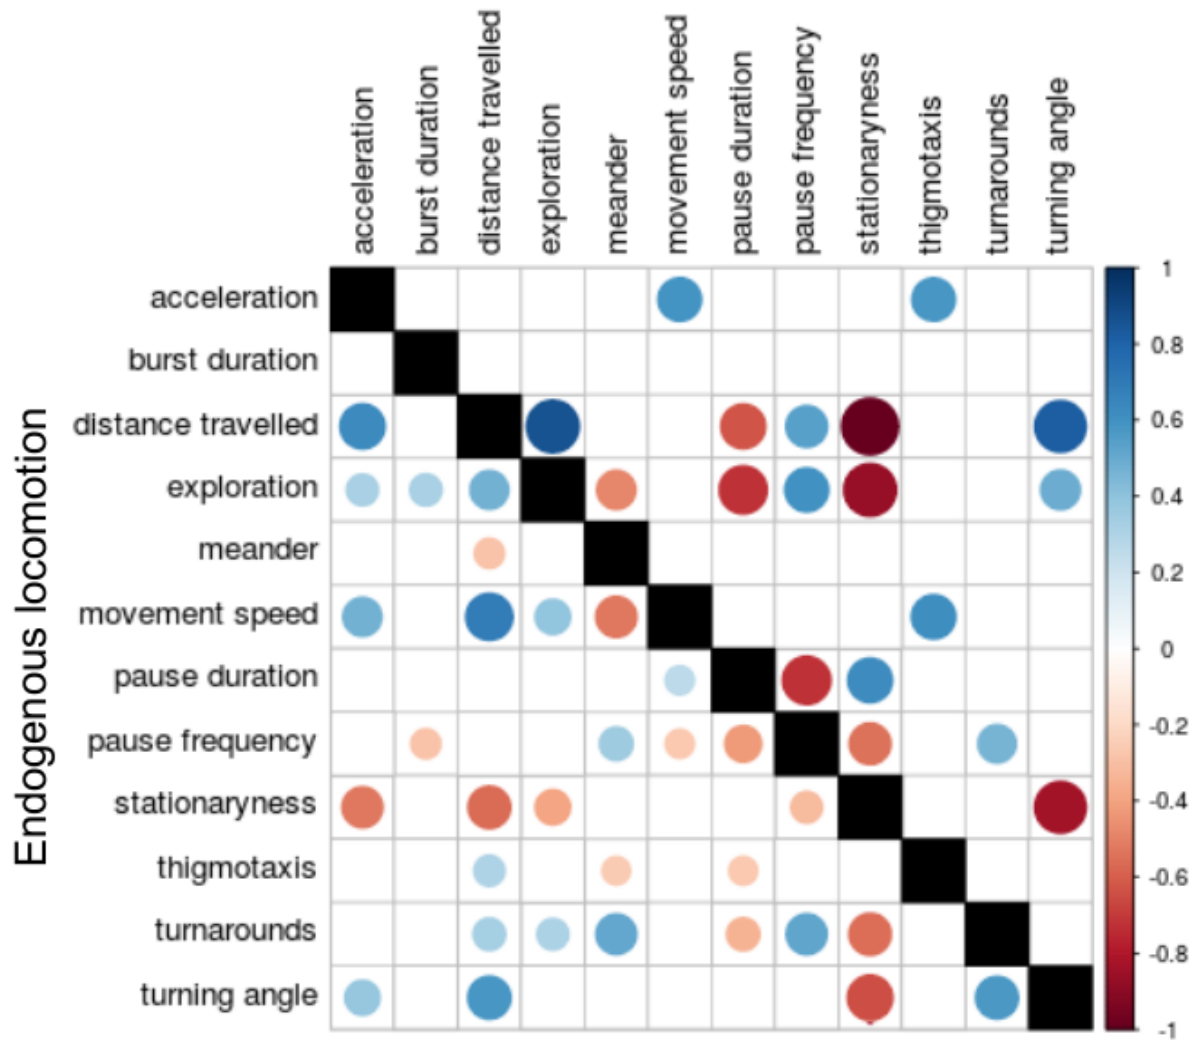 acceleration
burst duration
distance travelled
exploration
meander
movement speed
pause duration
pause frequency
stationaryness
thigmotaxis
turnarounds
turning angle
Endogenous locomotion
acceleration
burst duration
distance travelled
exploration
meander
movement speed
pause duration
pause frequency
stationaryness
thigmotaxis
turnarounds
turning angle
1
0.8
0.6
0.4
0.2
0
-0.2
-0.4
-0.6
-0.8
-1